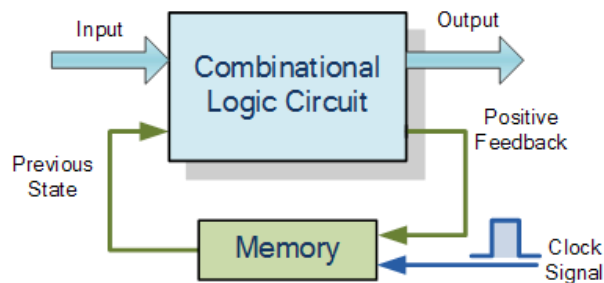 Input
Output
Combinational
Logic Circuit
Positive
Feedback
Previous
State
Memory
Clock
Signal